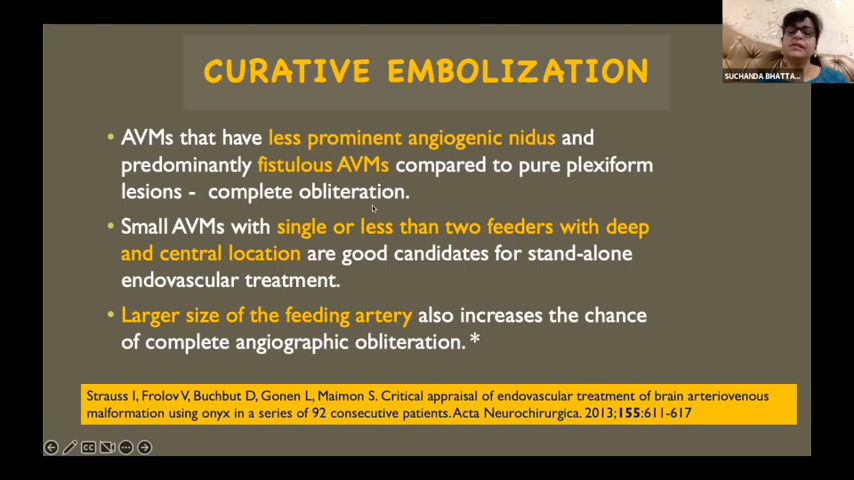 CURATIVE EMBOLIZATION
SUCHANDA BHATTA...
• AVMs that have less prominent angiogenic nidus and
predominantly fistulous AVMs compared to pure plexiform
lesions - complete obliteration.
• Small AVMs with single or less than two feeders with deep
and central location are good candidates for stand-alone
endovascular treatment.
• Larger size of the feeding artery also increases the chance
of complete angiographic obliteration. *
Strauss I, Frolov V, Buchbut D, Gonen L, Maimon S. Critical appraisal of endovascular treatment of brain arteriovenous
malformation using onyx in a series of 92 consecutive patients. Acta Neurochirurgica. 2013;155:611-617
CC